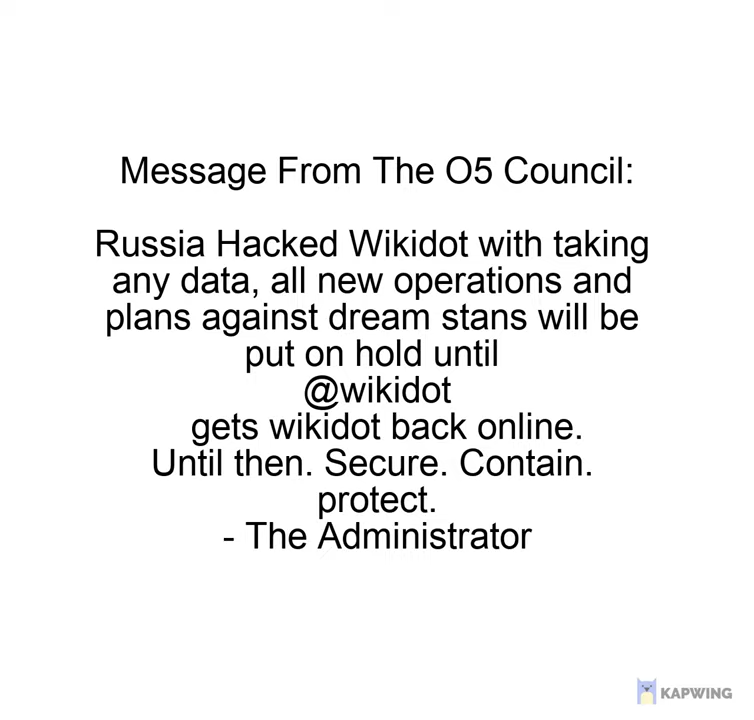 Message From The O5 Council:
Russia Hacked Wikidot with taking
any data, all new operations and
plans against dream stans will be
put on hold until
@wikidot
gets wikidot back online.
Until then. Secure. Contain.
protect.
- The Administrator
KAPWING